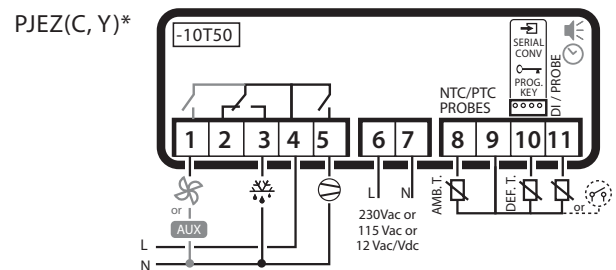 PJEZ(C, Y)*
-10T50
SERIAL
CONV
PROG.
KEY
DI / PROBE
NTC/PTC
PROBES
1 2 3 4 5 6 7 8 9 10 11
or
AUX
L N
230Vac or
115 Vac or
12 Vac/Vdc
AMB. T.
DEF. T.
or
L
N